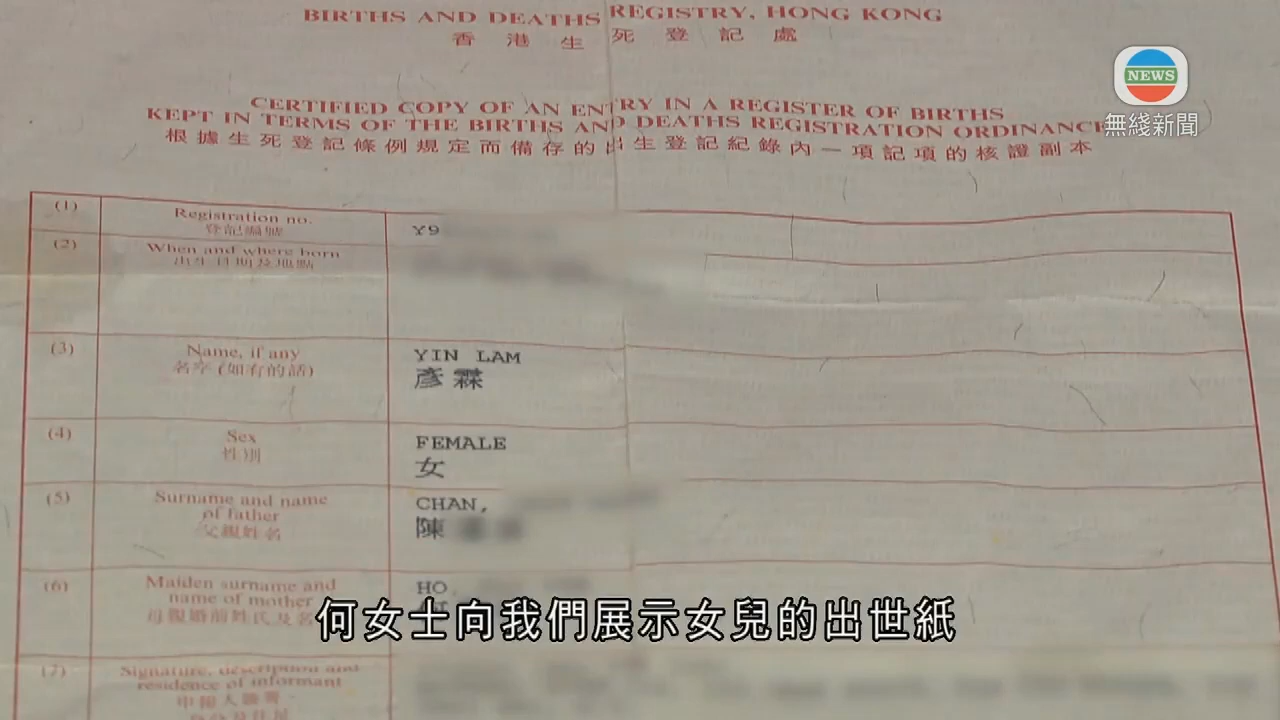 BIRTHS AND DEATHS REGISTRY, HONG KONG
香港生死登記處
NEWS
無綫新聞
CERTIFIED COPY OF AN ENTRY IN A REGISTER OF BIRTHS
KEPT IN TERMS OF THE BIRTHS AND DEATHS REGISTRATION ORDINANCE
根據生死登記條例規定而備存的出生登記紀錄內一項記項的核證副本
(1) Registration no. Y9
登記編號
(2) When and where born
出生日期及地點
(3) Name, if any YIN LAM
名字(如有的話) 彥霖
(4) Sex FEMALE
性別 女
(5) Surname and name CHAN,
of father 陳
父親姓名
(6) Maiden surname and HO
name of mother
母親婚前姓氏及名
何女士向我們展示女兒的出世紙
(7) Signature, description and
residence of informant
申報人簽署、